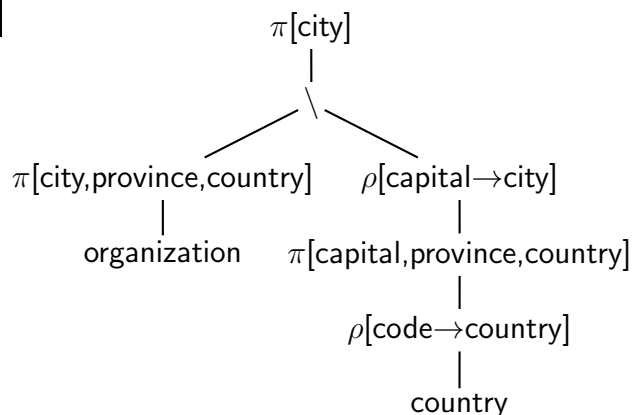 π[city]
\
π[city,province,country] ρ[capital→city]
organization π[capital,province,country]
ρ[code→country]
country